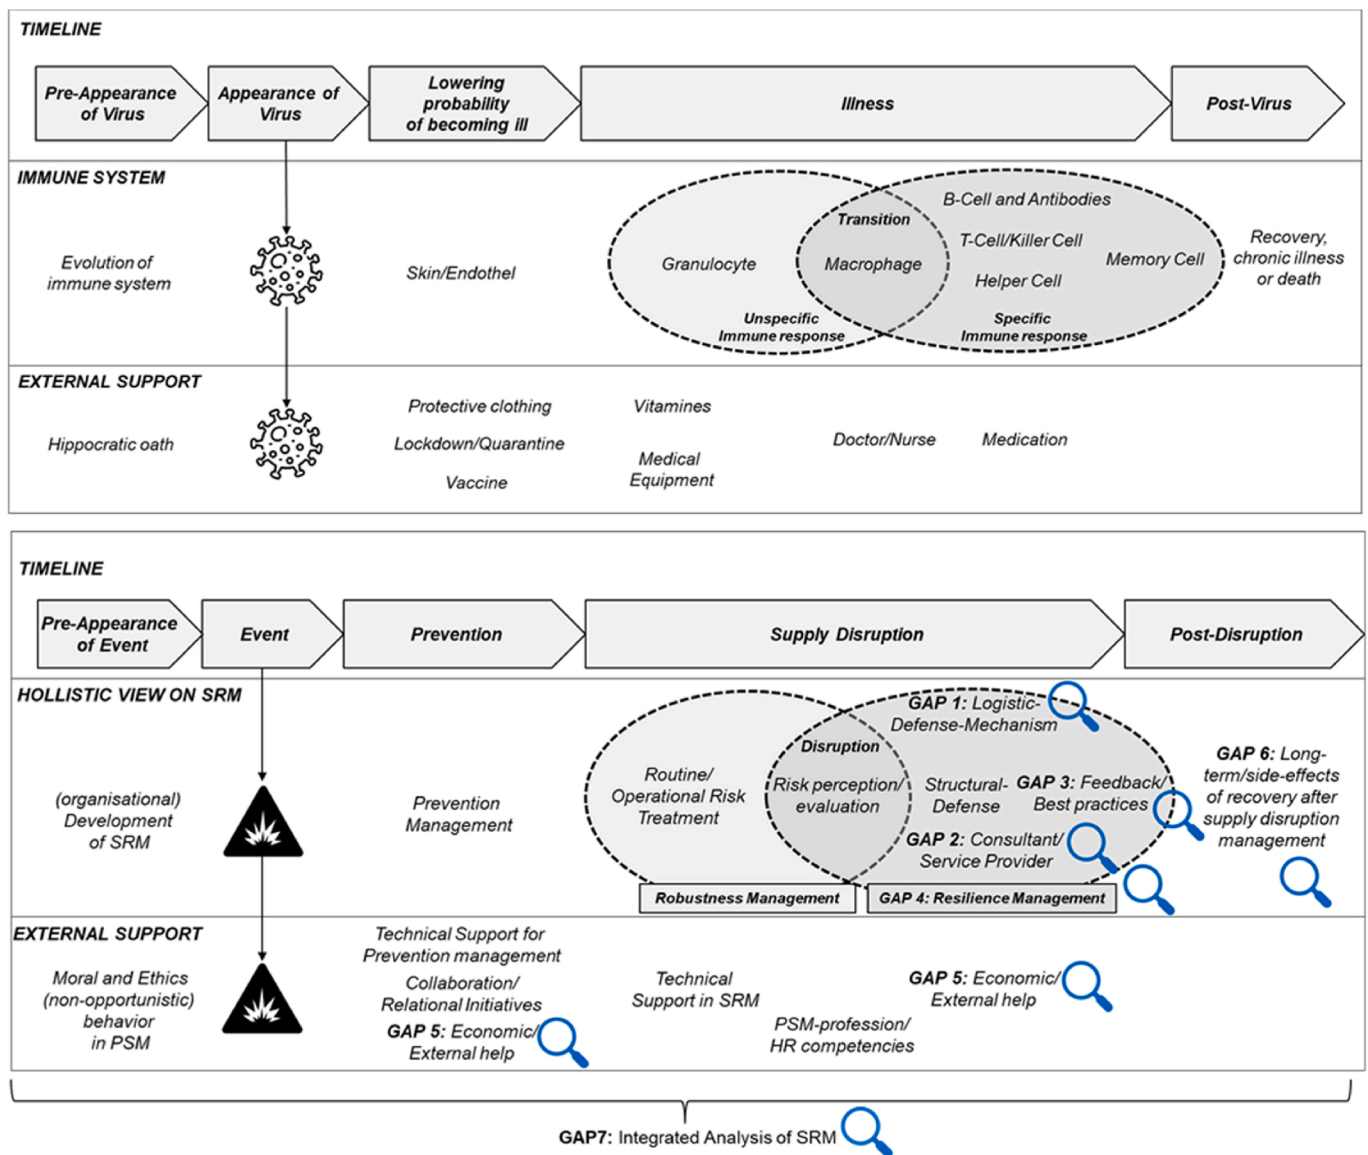 TIMELINE
Pre-Appearance
of Virus
Appearance of
Virus
Lowering
probability
of becoming ill
Illness
Post-Virus
IMMUNE SYSTEM
Evolution of
immune system
Skin/Endothel
Granulocyte
Unspecific
Immune response
Transition
Macrophage
B-Cell and Antibodies
T-Cell/Killer Cell
Helper Cell
Memory Cell
Specific
Immune response
Recovery,
chronic illness
or death
EXTERNAL SUPPORT
Hippocratic oath
Protective clothing
Lockdown/Quarantine
Vaccine
Vitamines
Medical
Equipment
Doctor/Nurse
Medication
TIMELINE
Pre-Appearance
of Event
Event
Prevention
Supply Disruption
Post-Disruption
HOLLISTIC VIEW ON SRM
(organisational)
Development
of SRM
Prevention
Management
Routine/
Operational Risk
Treatment
Robustness Management
Disruption
Risk perception/
evaluation
GAP 1: Logistic-
Defense-Mechanism
Structural-
Defense
GAP 3: Feedback/
Best practices
GAP 2: Consultant/
Service Provider
GAP 4: Resilience Management
GAP 6: Long-
term/side-effects
of recovery after
supply disruption
management
EXTERNAL SUPPORT
Moral and Ethics
(non-opportunistic)
behavior
in PSM
Technical Support for
Prevention management
Collaboration/
Relational Initiatives
GAP 5: Economic/
External help
Technical
Support in SRM
PSM-profession/
HR competencies
GAP 5: Economic/
External help
GAP7: Integrated Analysis of SRM